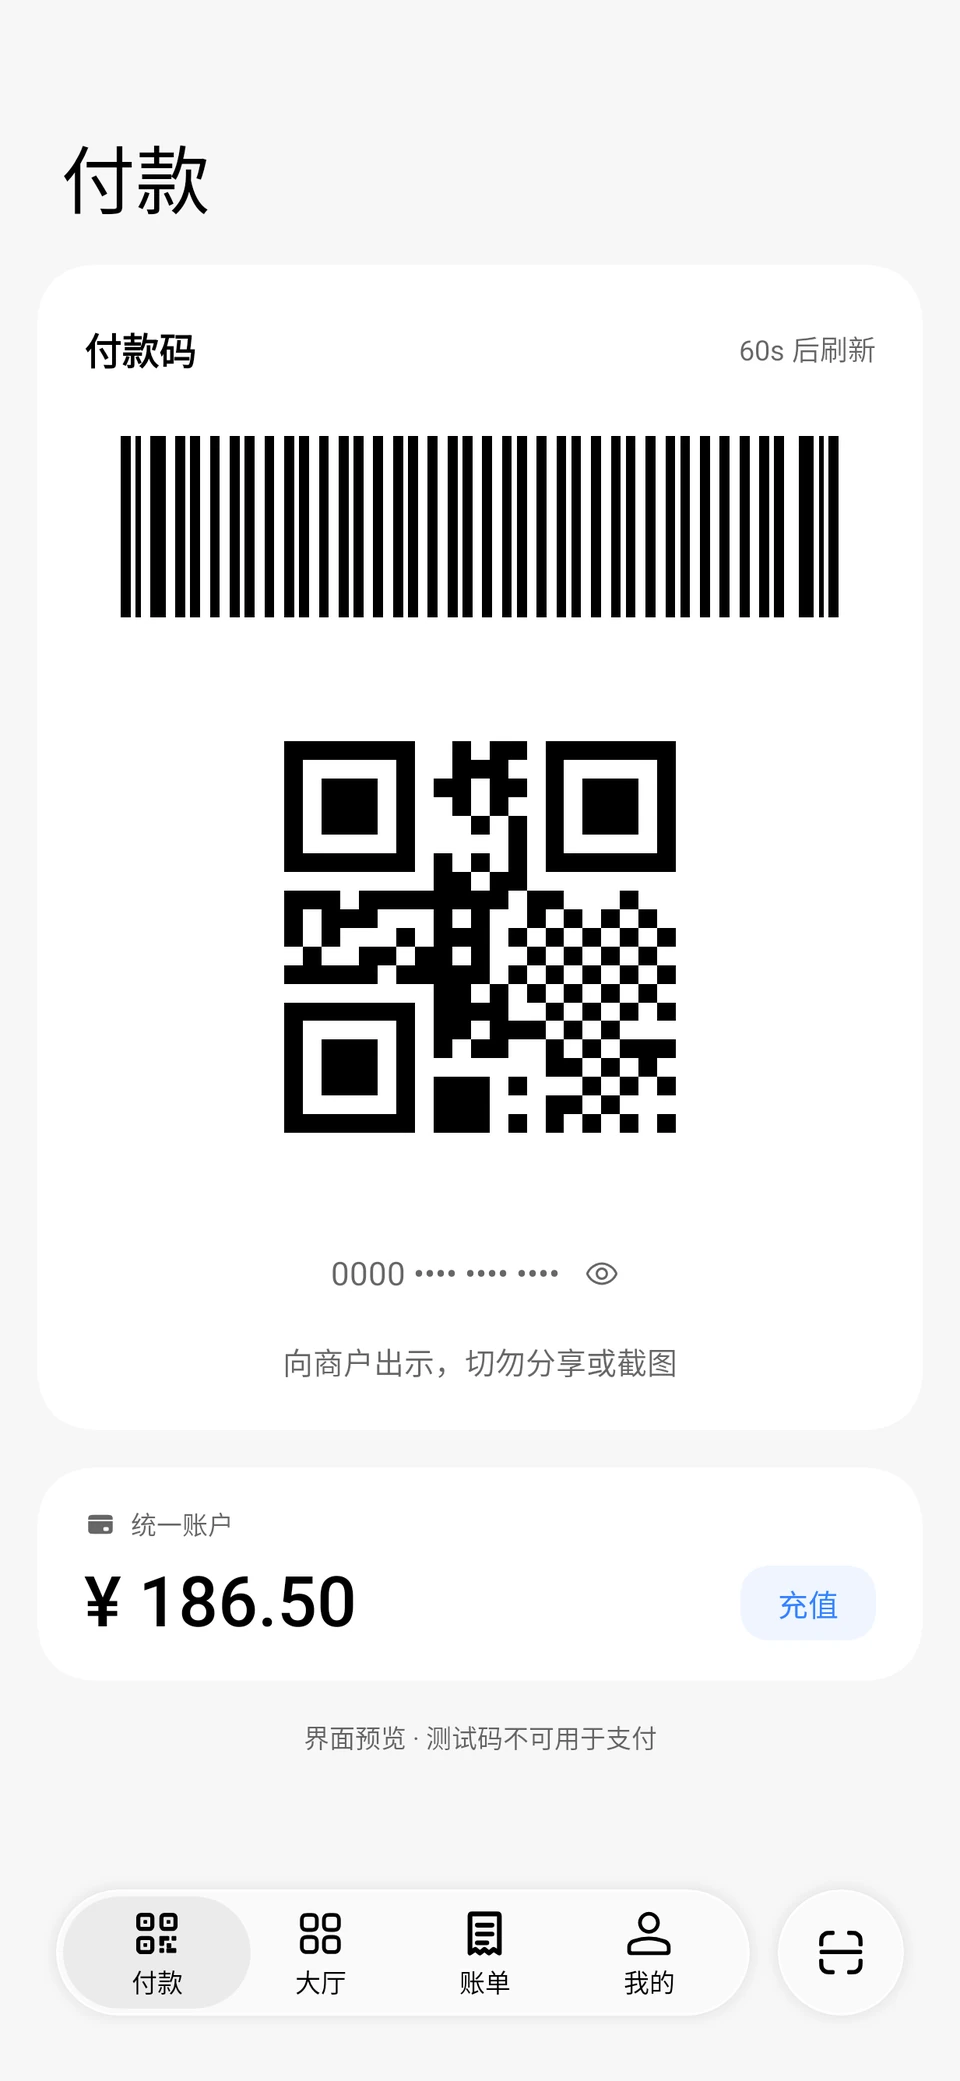 付款
付款码
60s 后刷新
0000 •••• •••• ••••
向商户出示，切勿分享或截图
统一账户
¥ 186.50
充值
界面预览 · 测试码不可用于支付
付款
大厅
账单
我的